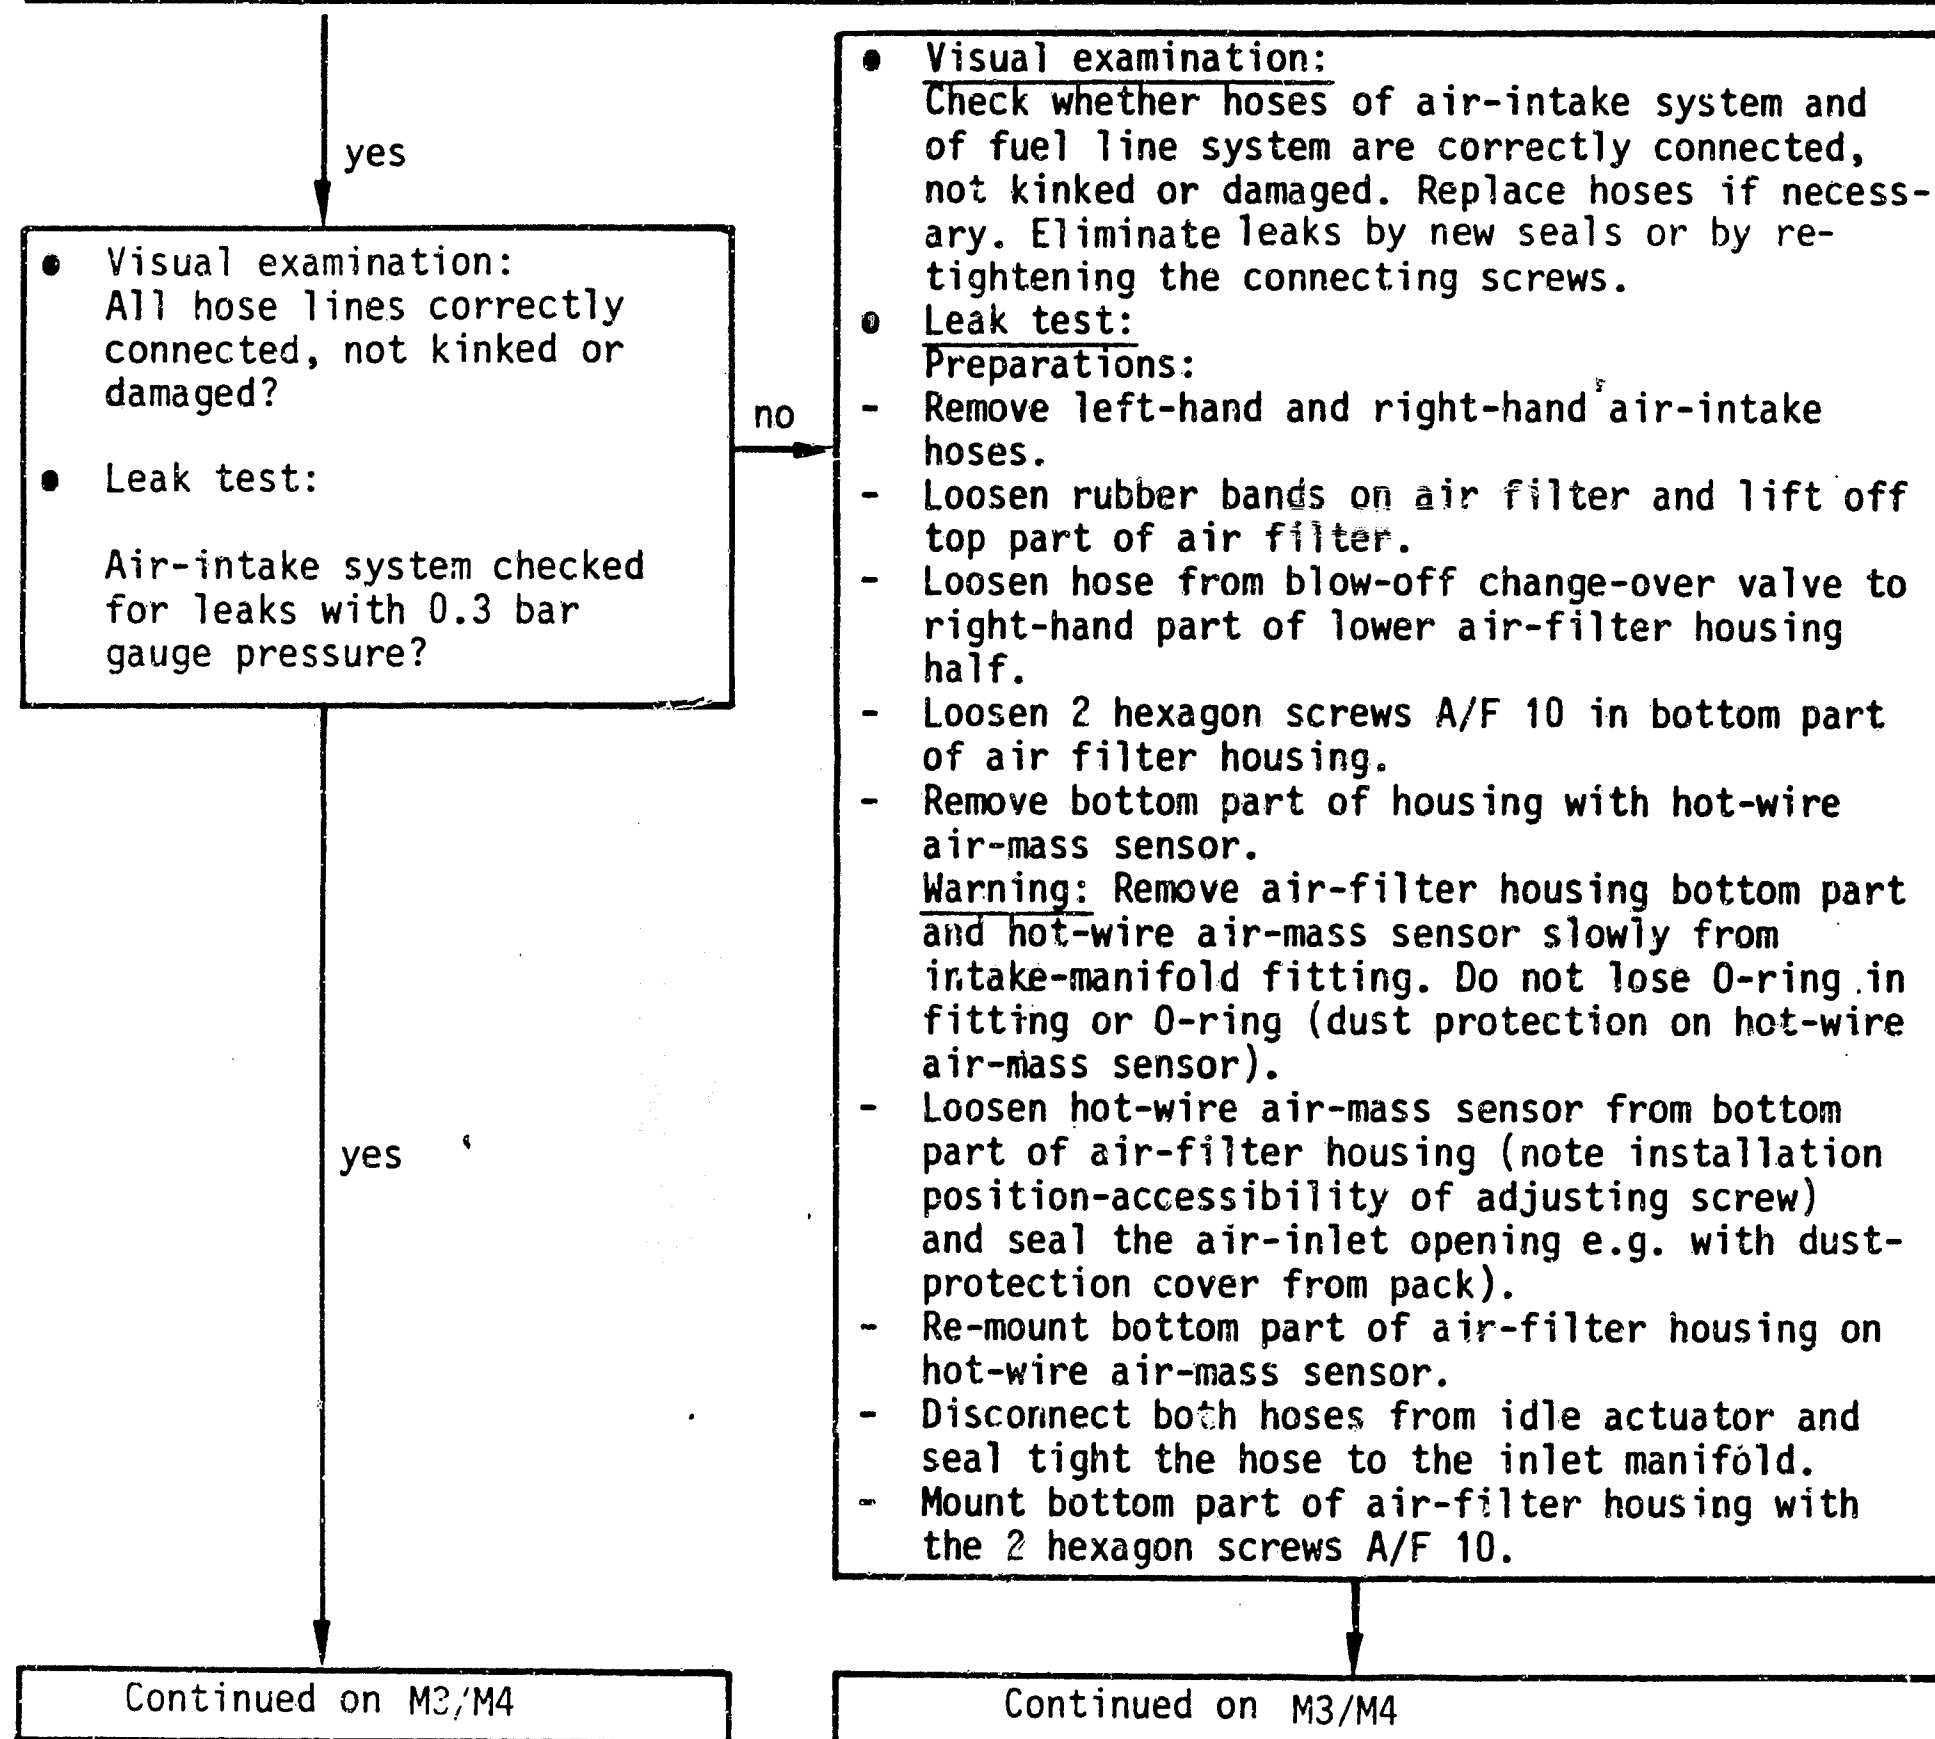 yes
● Visual examination:
All hose lines correctly
connected, not kinked or
damaged?
● Leak test:
Air-intake system checked
for leaks with 0.3 bar
gauge pressure?
no
● Visual examination:
Check whether hoses of air-intake system and
of fuel line system are correctly connected,
not kinked or damaged. Replace hoses if necess-
ary. Eliminate leaks by new seals or by re-
tightening the connecting screws.
● Leak test:
Preparations:
- Remove left-hand and right-hand air-intake
hoses.
- Loosen rubber bands on air filter and lift off
top part of air filter.
- Loosen hose from blow-off change-over valve to
right-hand part of lower air-filter housing
half.
- Loosen 2 hexagon screws A/F 10 in bottom part
of air filter housing.
- Remove bottom part of housing with hot-wire
air-mass sensor.
Warning: Remove air-filter housing bottom part
and hot-wire air-mass sensor slowly from
intake-manifold fitting. Do not lose O-ring in
fitting or O-ring (dust protection on hot-wire
air-mass sensor).
- Loosen hot-wire air-mass sensor from bottom
part of air-filter housing (note installation
position-accessibility of adjusting screw)
and seal the air-inlet opening e.g. with dust-
protection cover from pack).
- Re-mount bottom part of air-filter housing on
hot-wire air-mass sensor.
- Disconnect both hoses from idle actuator and
seal tight the hose to the inlet manifold.
- Mount bottom part of air-filter housing with
the 2 hexagon screws A/F 10.
yes
Continued on M3/M4
Continued on M3/M4